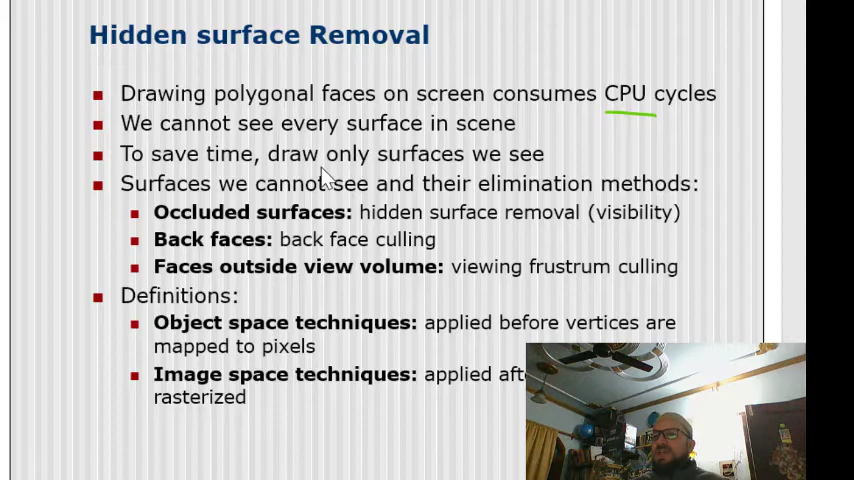 Hidden surface Removal
Drawing polygonal faces on screen consumes CPU cycles
We cannot see every surface in scene
To save time, draw only surfaces we see
Surfaces we cannot see and their elimination methods:
Occluded surfaces: hidden surface removal (visibility)
Back faces: back face culling
Faces outside view volume: viewing frustrum culling
Definitions:
Object space techniques: applied before vertices are
mapped to pixels
Image space techniques: applied
rasterized